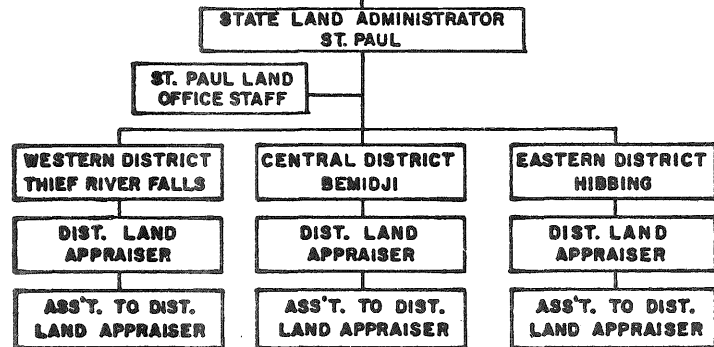 STATE LAND ADMINISTRATOR
ST. PAUL
ST. PAUL LAND
OFFICE STAFF
WESTERN DISTRICT
THIEF RIVER FALLS
CENTRAL DISTRICT
BEMIDJI
EASTERN DISTRICT
HIBBING
DIST. LAND
APPRAISER
DIST. LAND
APPRAISER
DIST. LAND
APPRAISER
ASS'T. TO DIST.
LAND APPRAISER
ASS'T. TO DIST.
LAND APPRAISER
ASS'T. TO DIST.
LAND APPRAISER